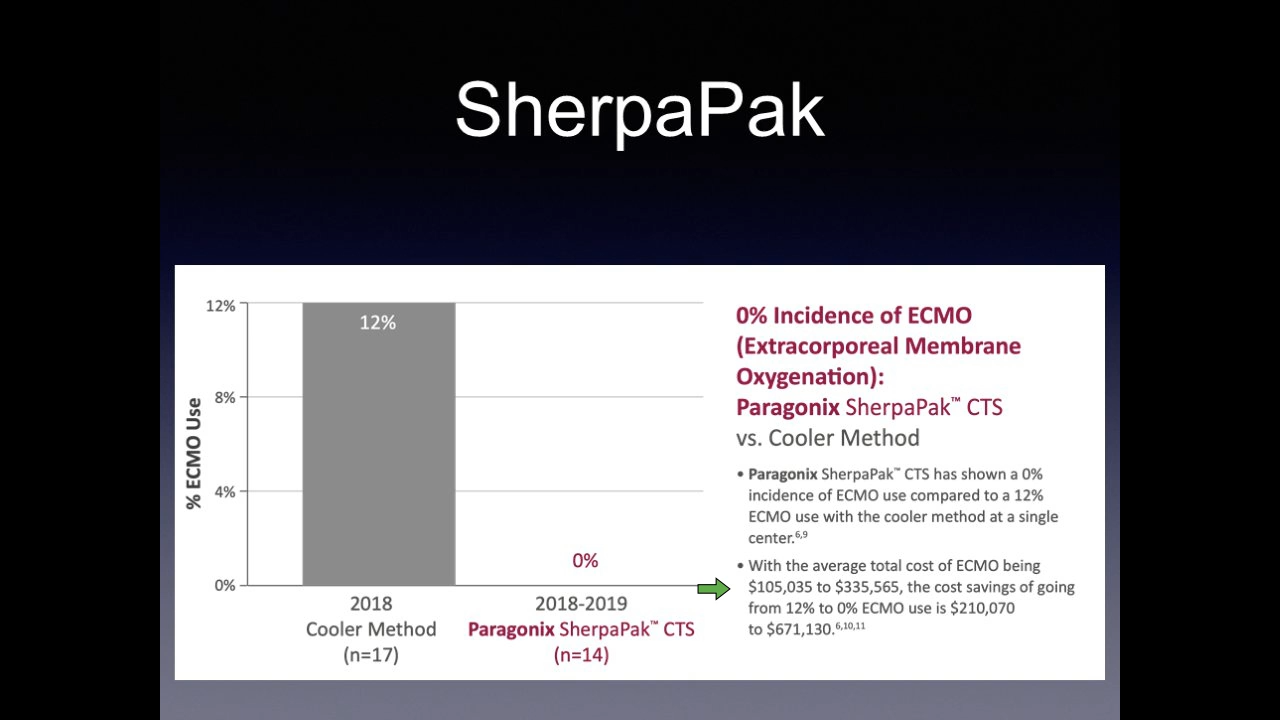 SherpaPak
12%
8%
4%
0%
% ECMO Use
12%
0%
2018
Cooler Method
(n=17)
2018-2019
Paragonix SherpaPak™ CTS
(n=14)
0% Incidence of ECMO
(Extracorporeal Membrane
Oxygenation):
Paragonix SherpaPak™ CTS
vs. Cooler Method
• Paragonix SherpaPak™ CTS has shown a 0%
incidence of ECMO use compared to a 12%
ECMO use with the cooler method at a single
center.6,9
• With the average total cost of ECMO being
$105,035 to $335,565, the cost savings of going
from 12% to 0% ECMO use is $210,070
to $671,130.6,10,11